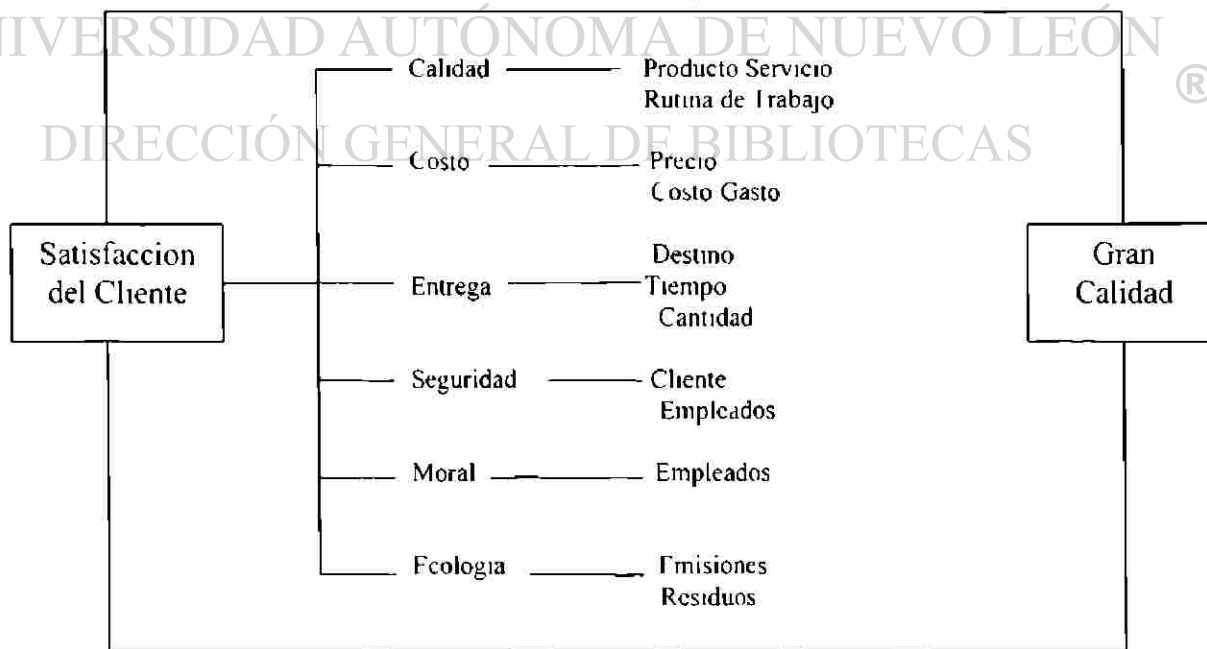 NIVERSIDAD AUTÓNOMA DE NUEVO LEÓN
®
DIRECCIÓN GENERAL DE BIBLIOTECAS
Calidad
Producto Servicio
Rutina de Trabajo
Costo
Precio
Costo Gasto
Satisfaccion
del Cliente
Entrega
Destino
Tiempo
Cantidad
Gran
Calidad
Seguridad
Cliente
Empleados
Moral
Empleados
Ecologia
Emisiones
Residuos